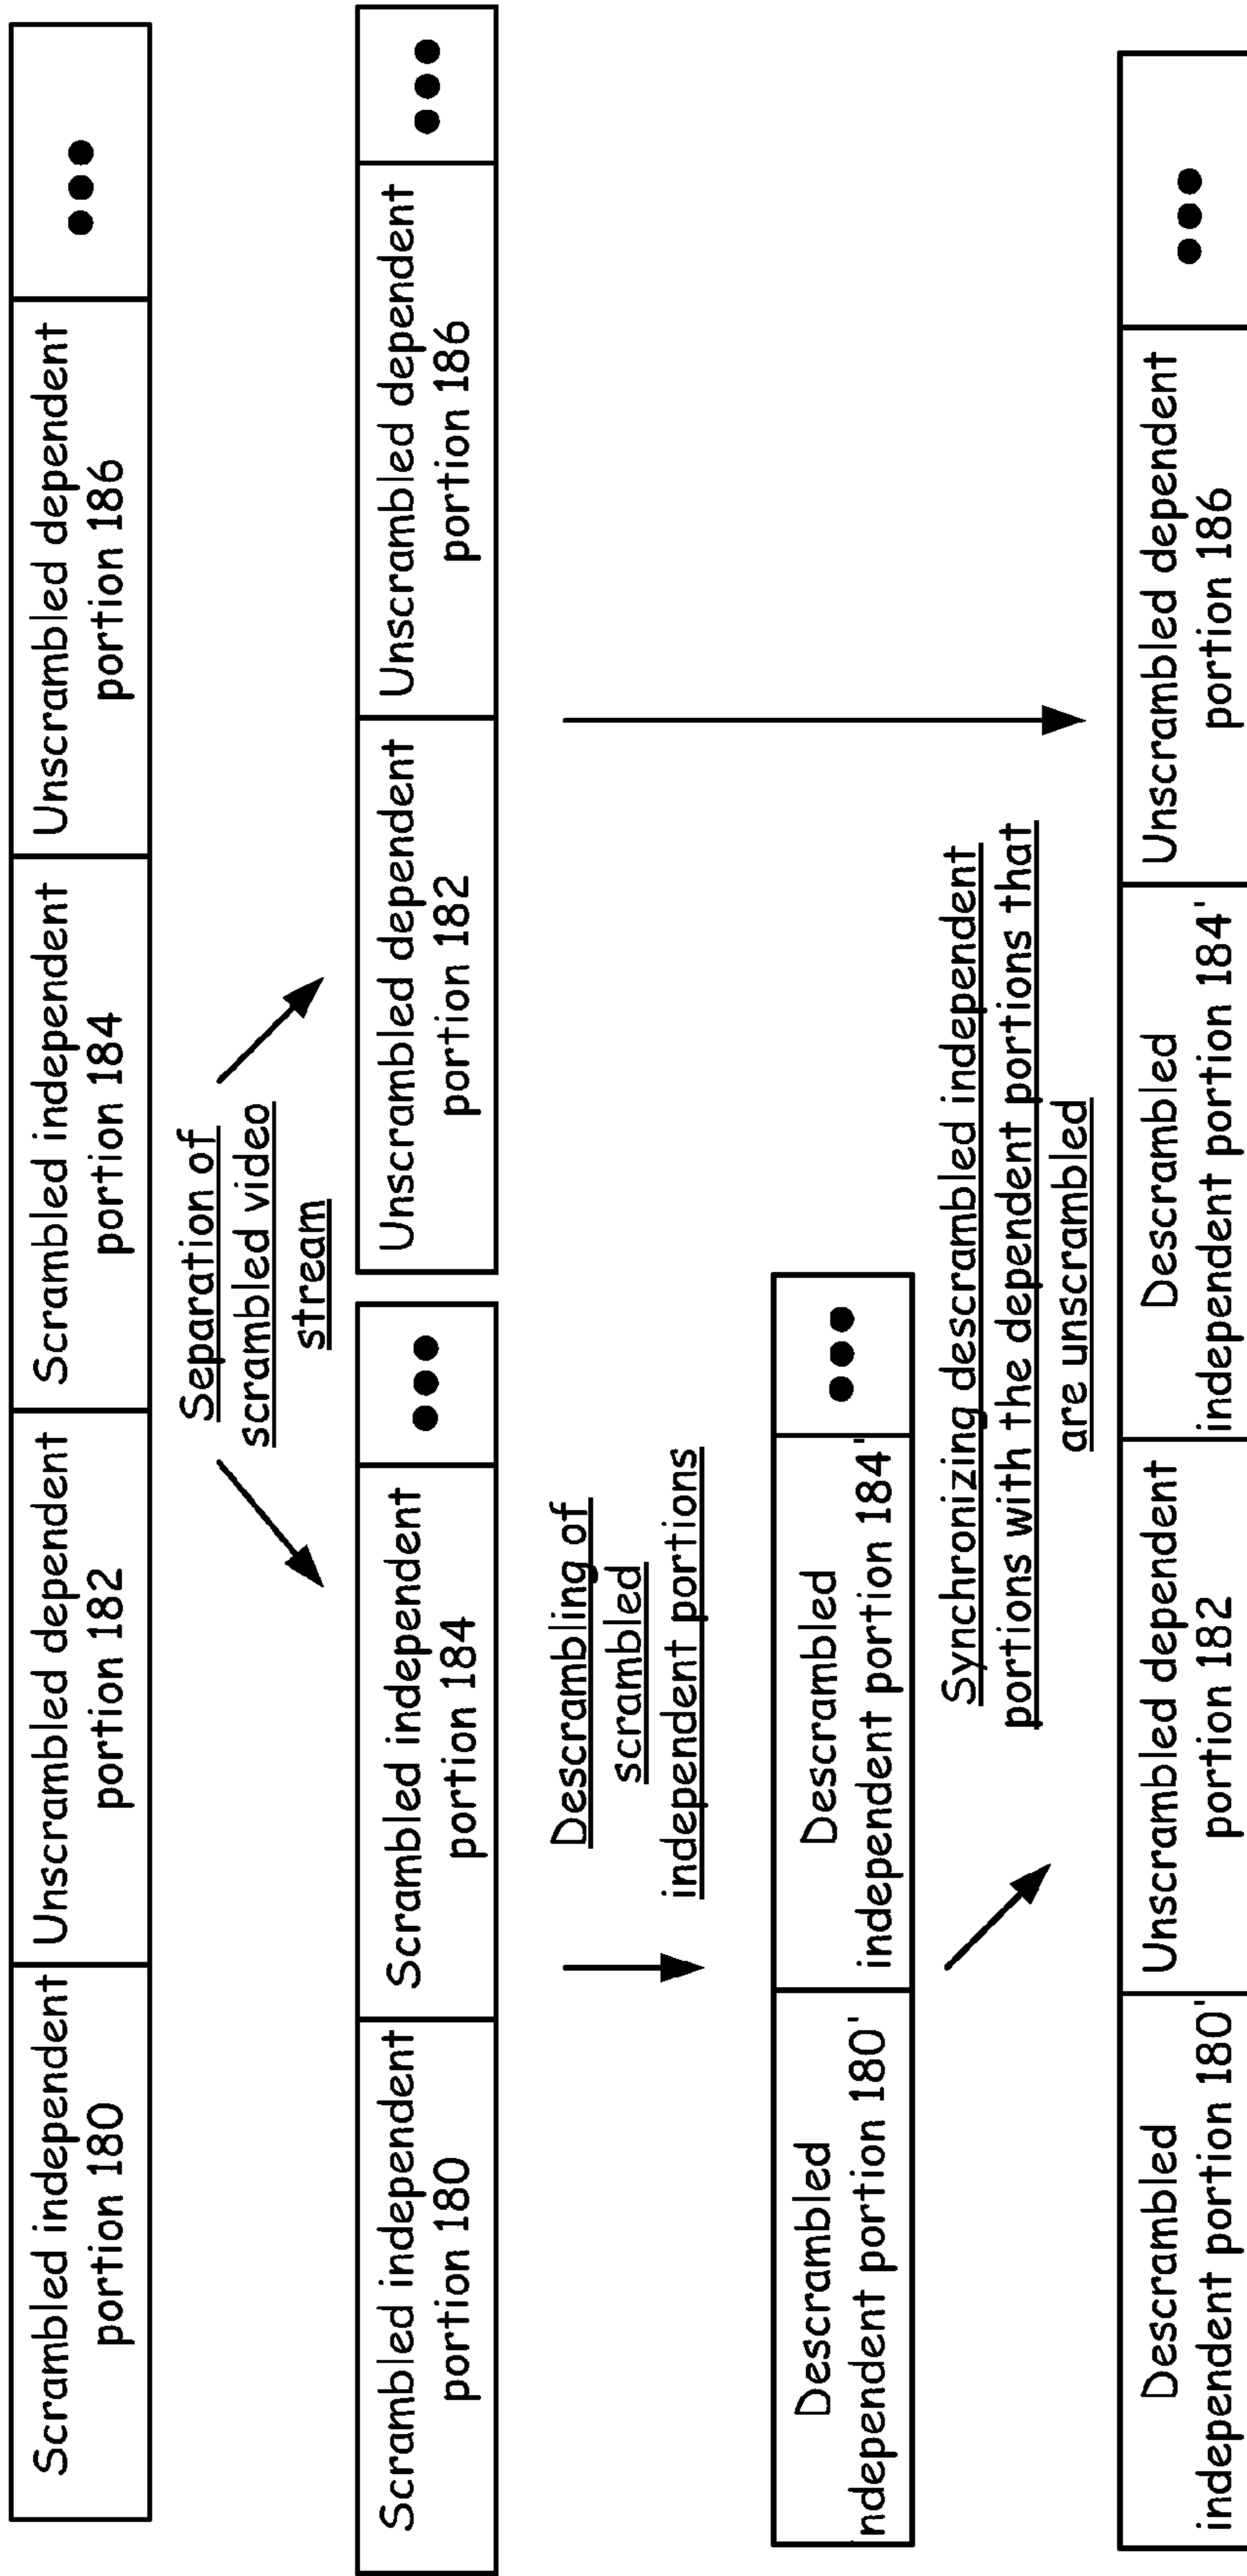 Scrambled independent
portion 180
Unscrambled dependent
portion 182
Scrambled independent
portion 184
Unscrambled dependent
portion 186
Separation of
scrambled video
stream
Scrambled independent
portion 180
Scrambled independent
portion 184
Unscrambled dependent
portion 182
Unscrambled dependent
portion 186
Descrambling of
scrambled
independent portions
Descrambled
independent portion 180'
Descrambled
independent portion 184'
Synchronizing descrambled independent
portions with the dependent portions that
are unscrambled
Descrambled
independent portion 180'
Unscrambled dependent
portion 182
Descrambled
independent portion 184'
Unscrambled dependent
portion 186